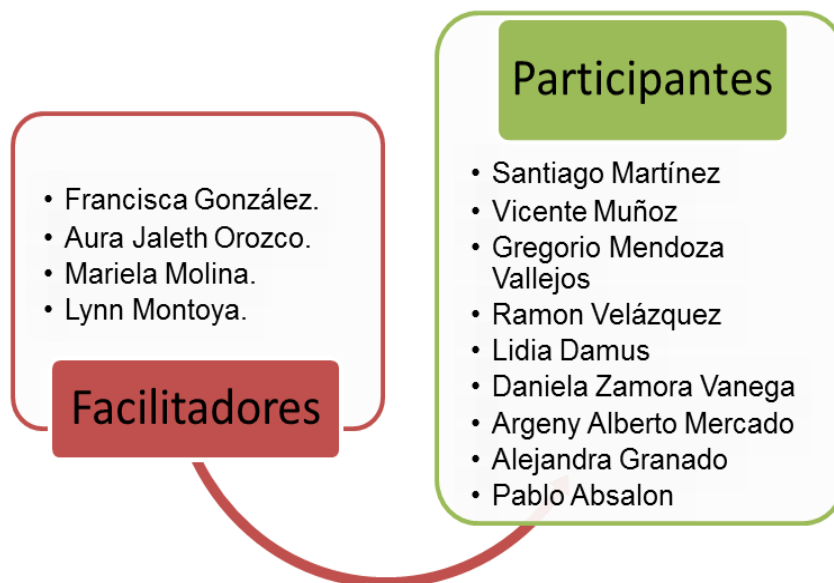 • Francisca González.
• Aura Jaleth Orozco.
• Mariela Molina.
• Lynn Montoya.
Facilitadores
Participantes
• Santiago Martínez
• Vicente Muñoz
• Gregorio Mendoza
Vallejos
• Ramon Velázquez
• Lidia Damus
• Daniela Zamora Vanega
• Argeny Alberto Mercado
• Alejandra Granado
• Pablo Absalon